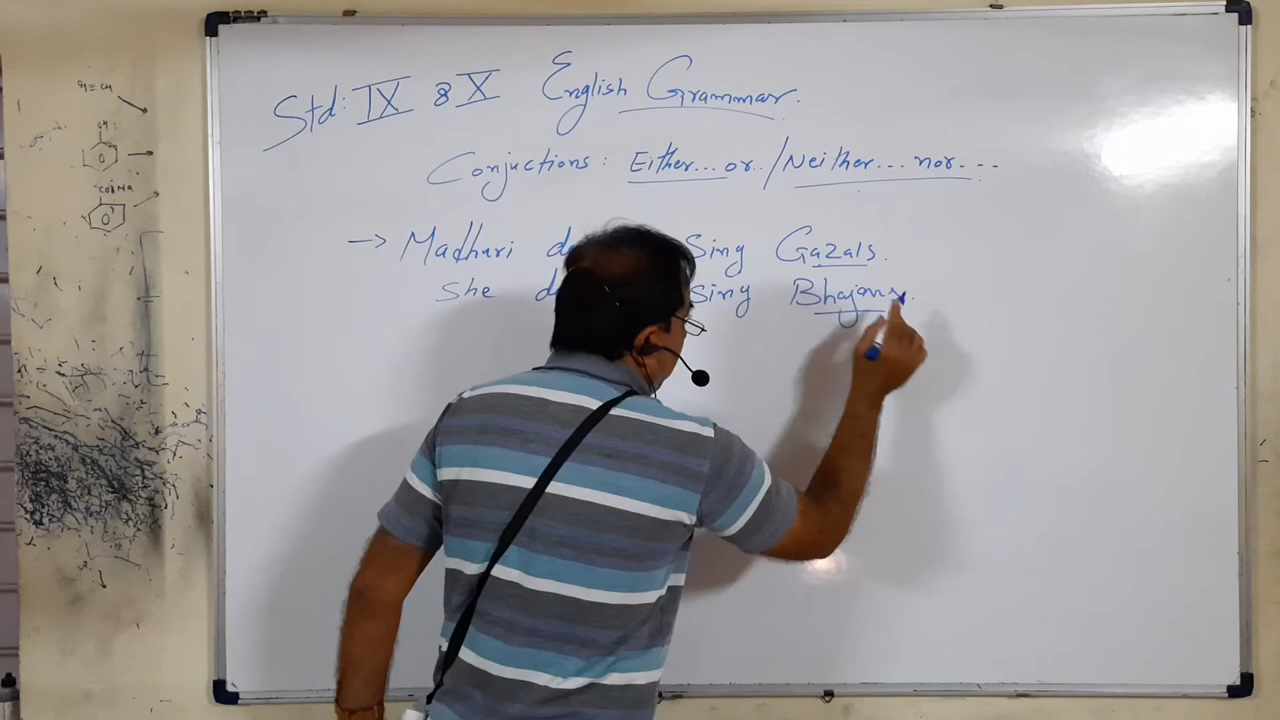 Std: IX & X English Grammar.
Conjuctions: Either...or../Neither...nor....
→ Madhuri Sing Gazals.
She sing Bhajans.